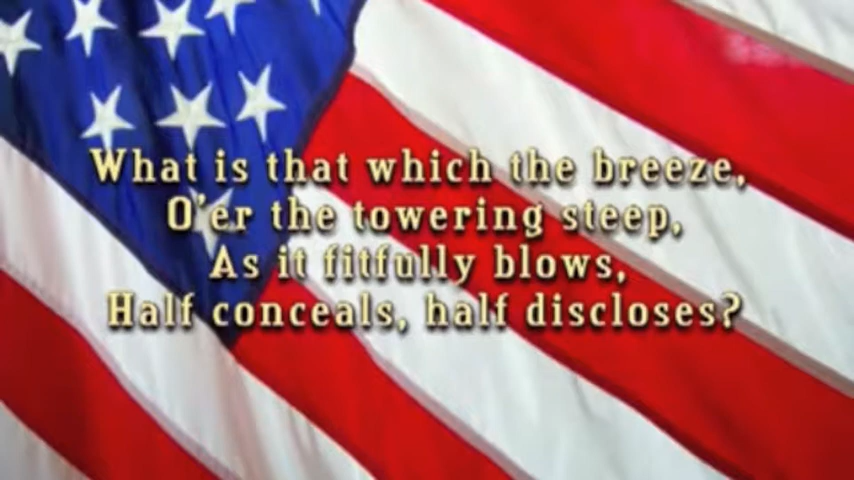 What is that which the breeze,
O'er the towering steep,
As it fitfully blows,
Half conceals, half discloses?